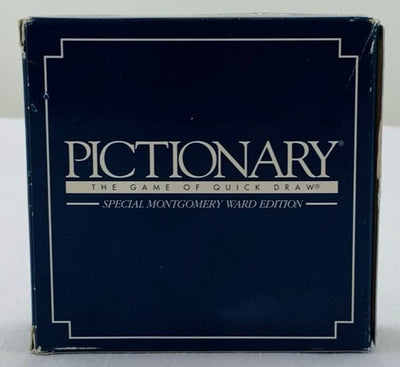 PICTIONARY®
THE GAME OF QUICK DRAW®
SPECIAL MONTGOMERY WARD EDITION